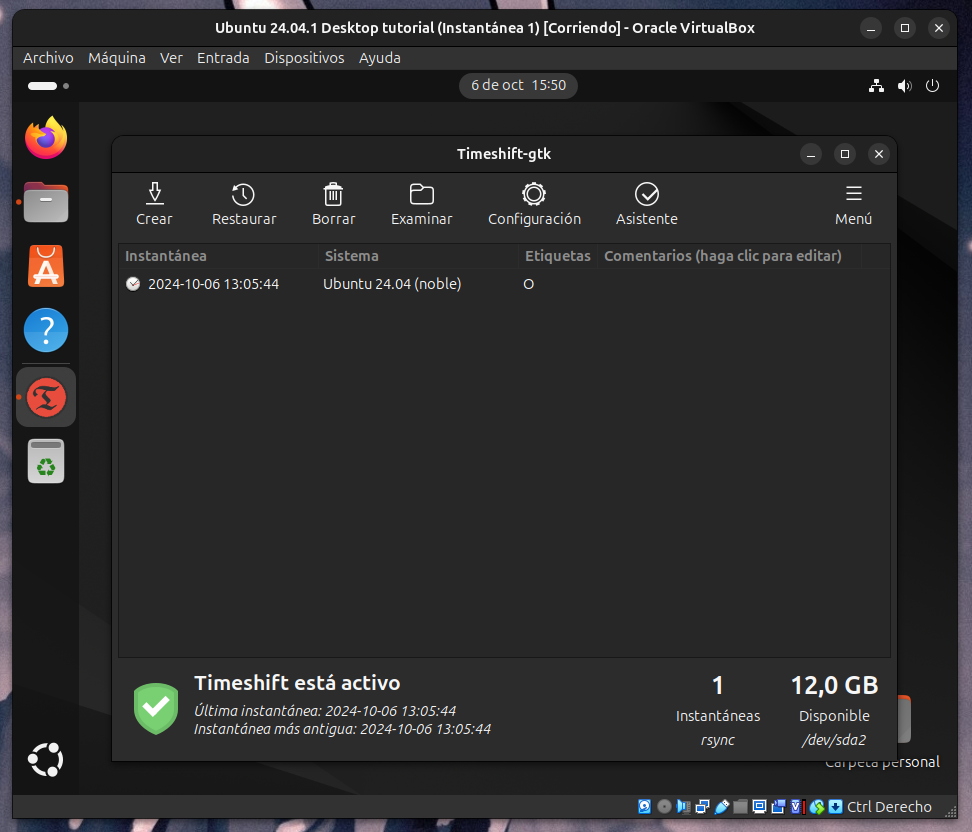 Ubuntu 24.04.1 Desktop tutorial (Instantánea 1) [Corriendo] - Oracle VirtualBox
Archivo Máquina Ver Entrada Dispositivos Ayuda
6 de oct 15:50
Timeshift-gtk
Crear Restaurar Borrar Examinar Configuración Asistente Menú
Instantánea Sistema Etiquetas Comentarios (haga clic para editar)
2024-10-06 13:05:44 Ubuntu 24.04 (noble) O
Timeshift está activo
Última instantánea: 2024-10-06 13:05:44
Instantánea más antigua: 2024-10-06 13:05:44
1 12,0 GB
Instantáneas Disponible
rsync /dev/sda2
Carpeta personal
Ctrl Derecho